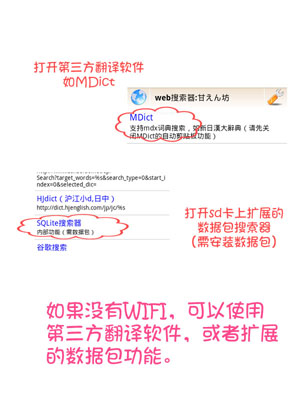 打开第三方翻译软件
如MDict
web搜索器:甘えん坊
MDict
支持mdx词典搜索,如新日漢大辭典(请先关
闭MDict的自动剪贴板功能)
Search?target_words=%s&search_type=0&start_i
ndex=0&selected_dic=
HJdict(沪江小d,日中)
http://dict.hjenglish.com/jp/jc/%s
SQLite搜索器
内部功能(需数据包)
谷歌搜索
打开sd卡上扩展的
数据包搜索器
(需安装数据包)
如果没有WIFI,可以使用
第三方翻译软件,或者扩展
的数据包功能。